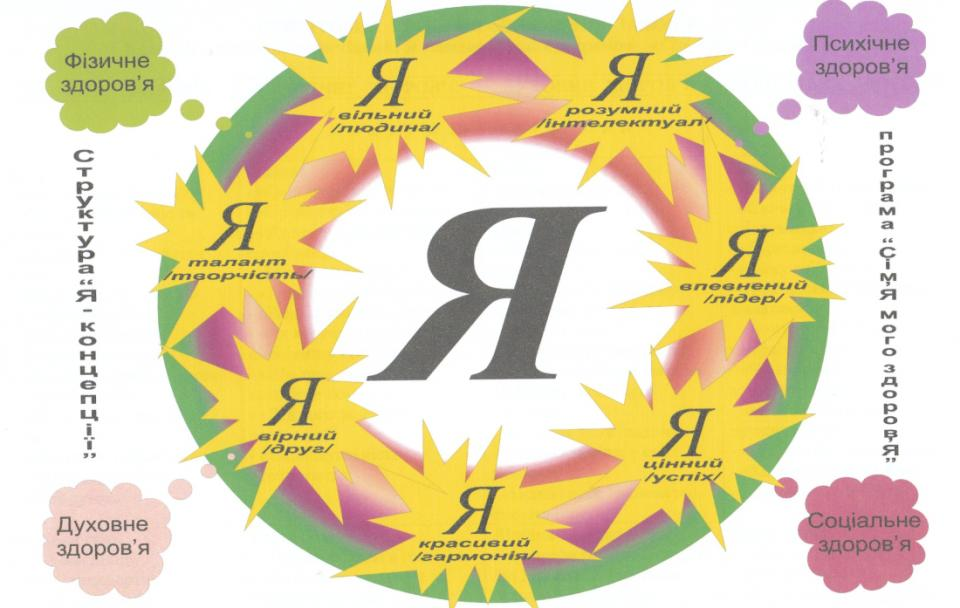 Фізичне
здоров'я
Психічне
здоров'я
Я
вільний
/людина/
Я
розумний
/інтелектуал/
Структура "Я - концепції"
програма "Сім'Я мого здоров'Я"
Я
талант
/творчість/
Я
Я
впевнений
/лідер/
Я
вірний
/друг/
Я
цінний
/успіх/
Я
красивий
/гармонія/
Духовне
здоров'я
Соціальне
здоров'я